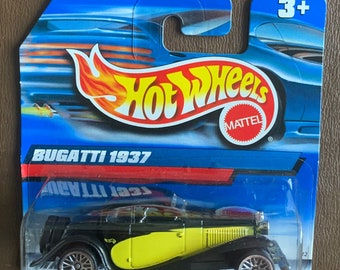 3+
Hot Wheels
MATTEL
BUGATTI 1937